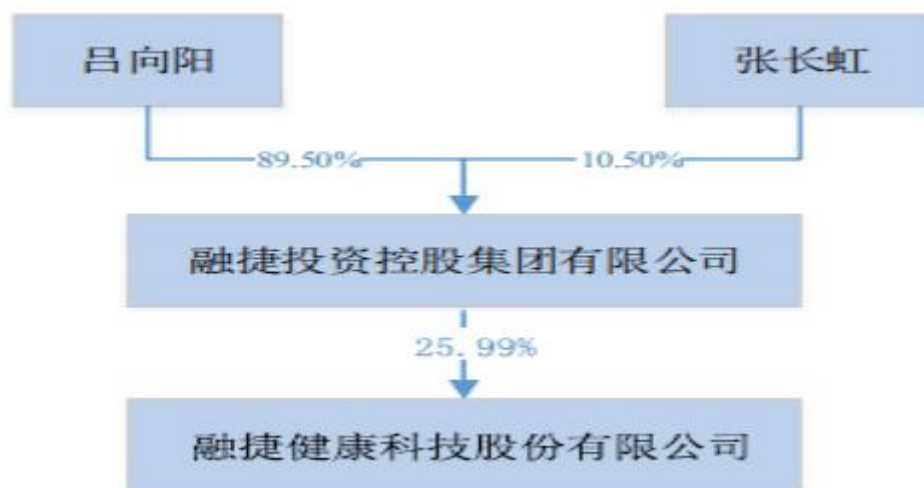 吕向阳
张长虹
89.50%
10.50%
融捷投资控股集团有限公司
25.99%
融捷健康科技股份有限公司